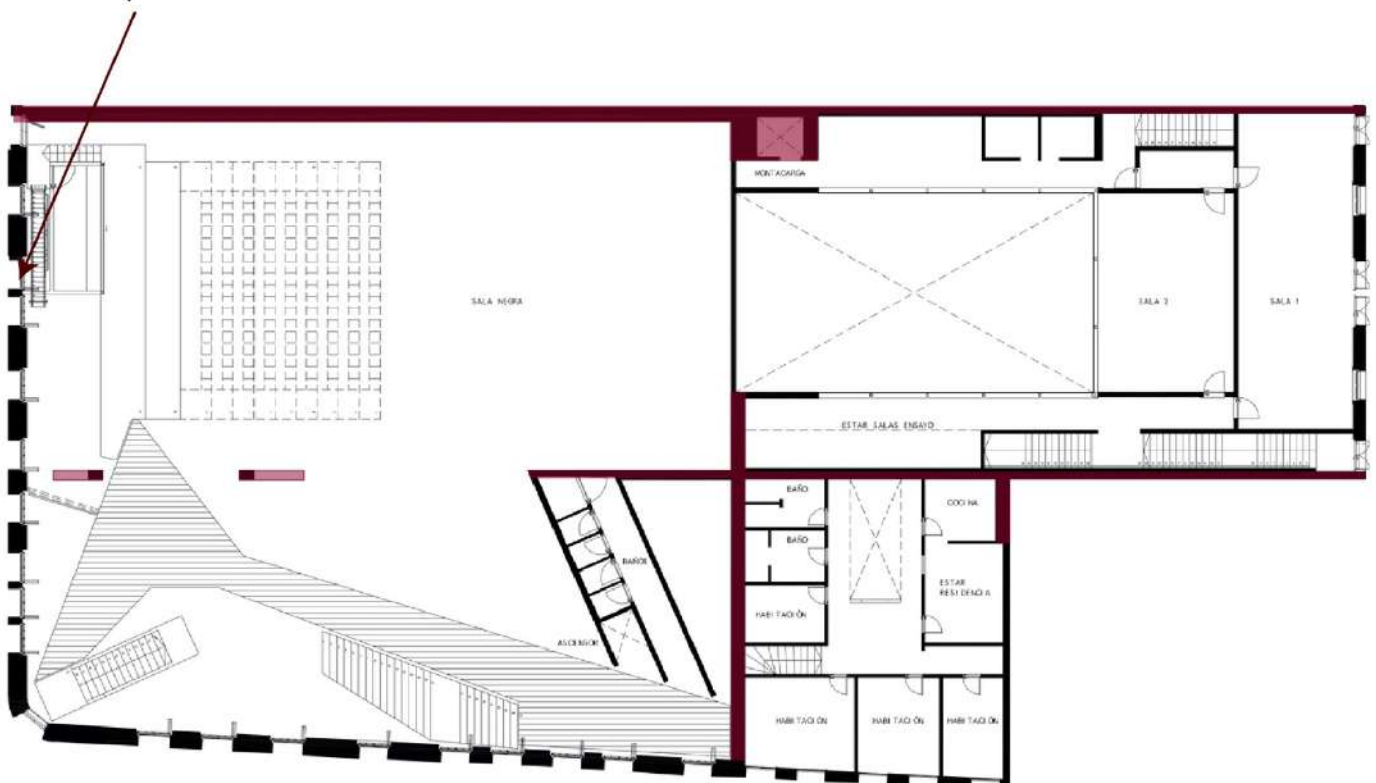 MONTACARGA
SALA NEGRA
SALA 2
SALA 1
ESTAR SALAS ENSAYO
BAÑO
COCINA
BAÑO
BAÑOS
ESTAR
RESIDENCIA
HABITACIÓN
ASCENSOR
HABITACIÓN
HABITACIÓN
HABITACIÓN